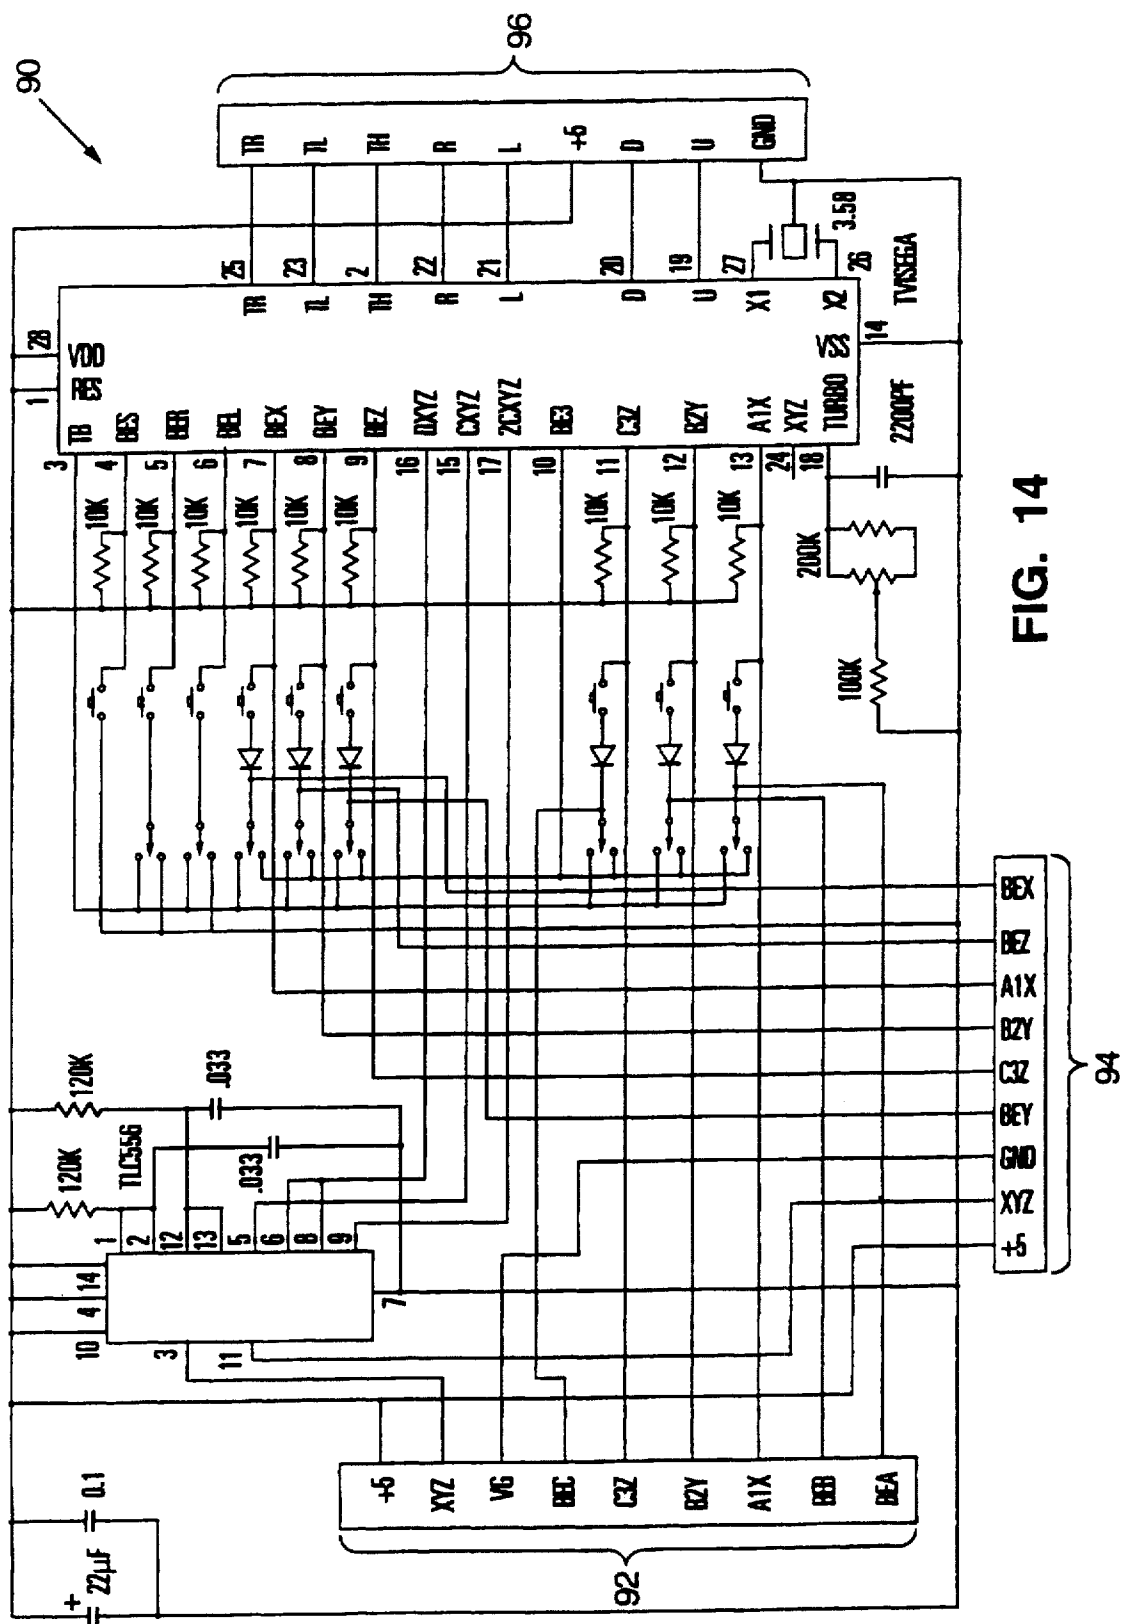 FIG. 14
90
22µF
+
0.1
120K
120K
TLC556
.033
.033
10
4
14
1
2
12
13
5
6
8
9
3
11
7
92
+5
XYZ
VG
BEC
C3Z
B2Y
A1X
BEB
BEA
94
+5
XYZ
GND
BEY
C3Z
B2Y
A1X
BEZ
BEX
10K
10K
10K
10K
10K
10K
10K
10K
10K
100K
200K
2200PF
3
4
5
6
7
8
9
16
15
17
10
11
12
13
24
18
TB
BES
BER
BEL
BEX
BEY
BEZ
DXYZ
CXYZ
2CXYZ
BE3
C3Z
B2Y
A1X
XYZ
TURBO
1
28
RES
VDD
VSS
14
TR
TL
TH
R
L
D
U
X1
X2
25
23
2
22
21
20
19
27
26
3.58
TVISEGA
TR
TL
TH
R
L
+5
D
U
GND
96